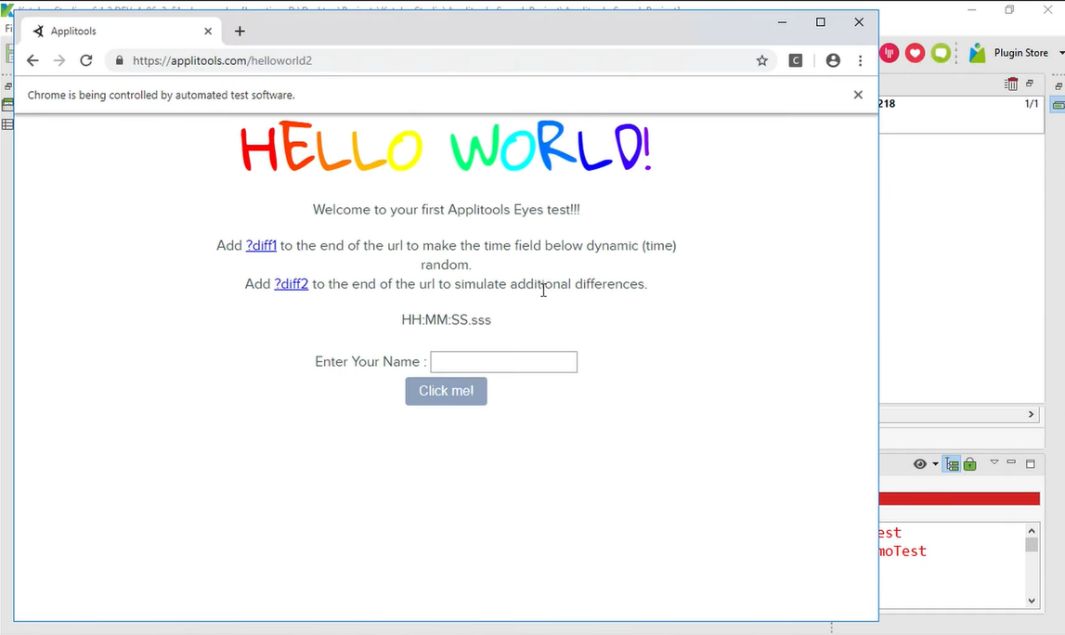 Applitools
https://applitools.com/helloworld2
Chrome is being controlled by automated test software.
HELLO WORLD!
Welcome to your first Applitools Eyes test!!!
Add ?diff1 to the end of the url to make the time field below dynamic (time)
random.
Add ?diff2 to the end of the url to simulate additional differences.
HH:MM:SS.sss
Enter Your Name :
Click me!
Plugin Store
218
1/1
est
moTest